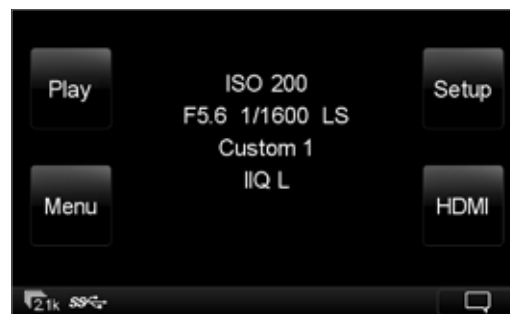 Play
ISO 200
Setup
F5.6 1/1600 LS
Custom 1
IIQ L
Menu
HDMI
21k